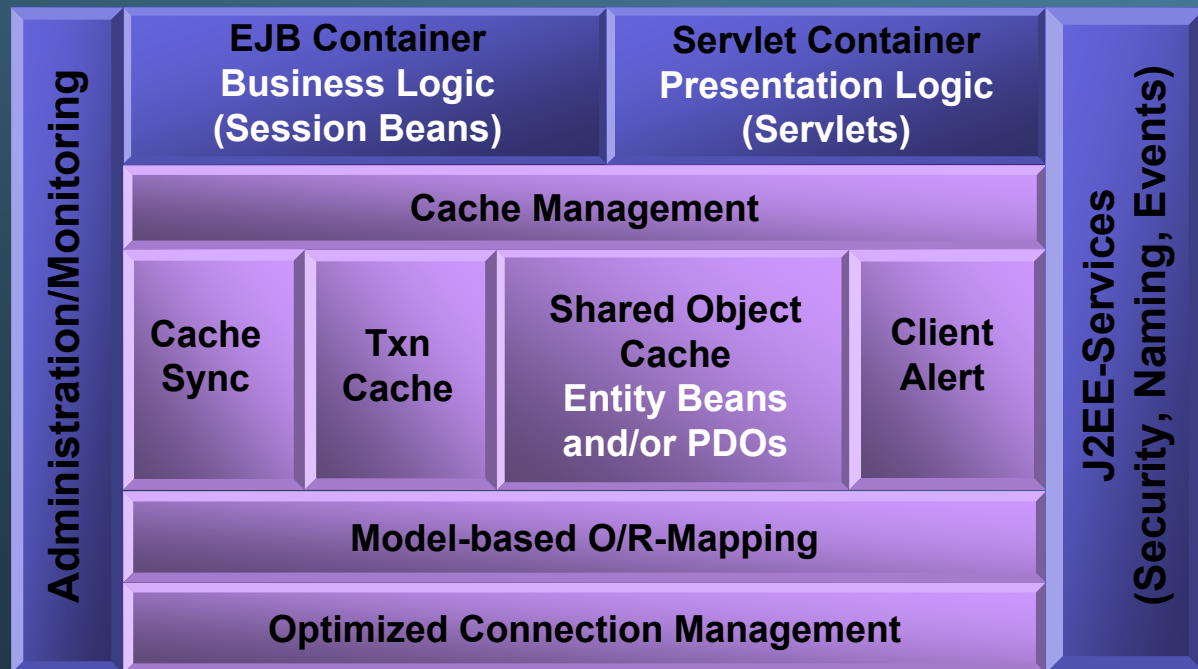 Administration/Monitoring
EJB Container
Business Logic
(Session Beans)
Servlet Container
Presentation Logic
(Servlets)
Cache Management
Cache
Sync
Txn
Cache
Shared Object
Cache
Entity Beans
and/or PDOs
Client
Alert
Model-based O/R-Mapping
Optimized Connection Management
J2EE-Services
(Security, Naming, Events)